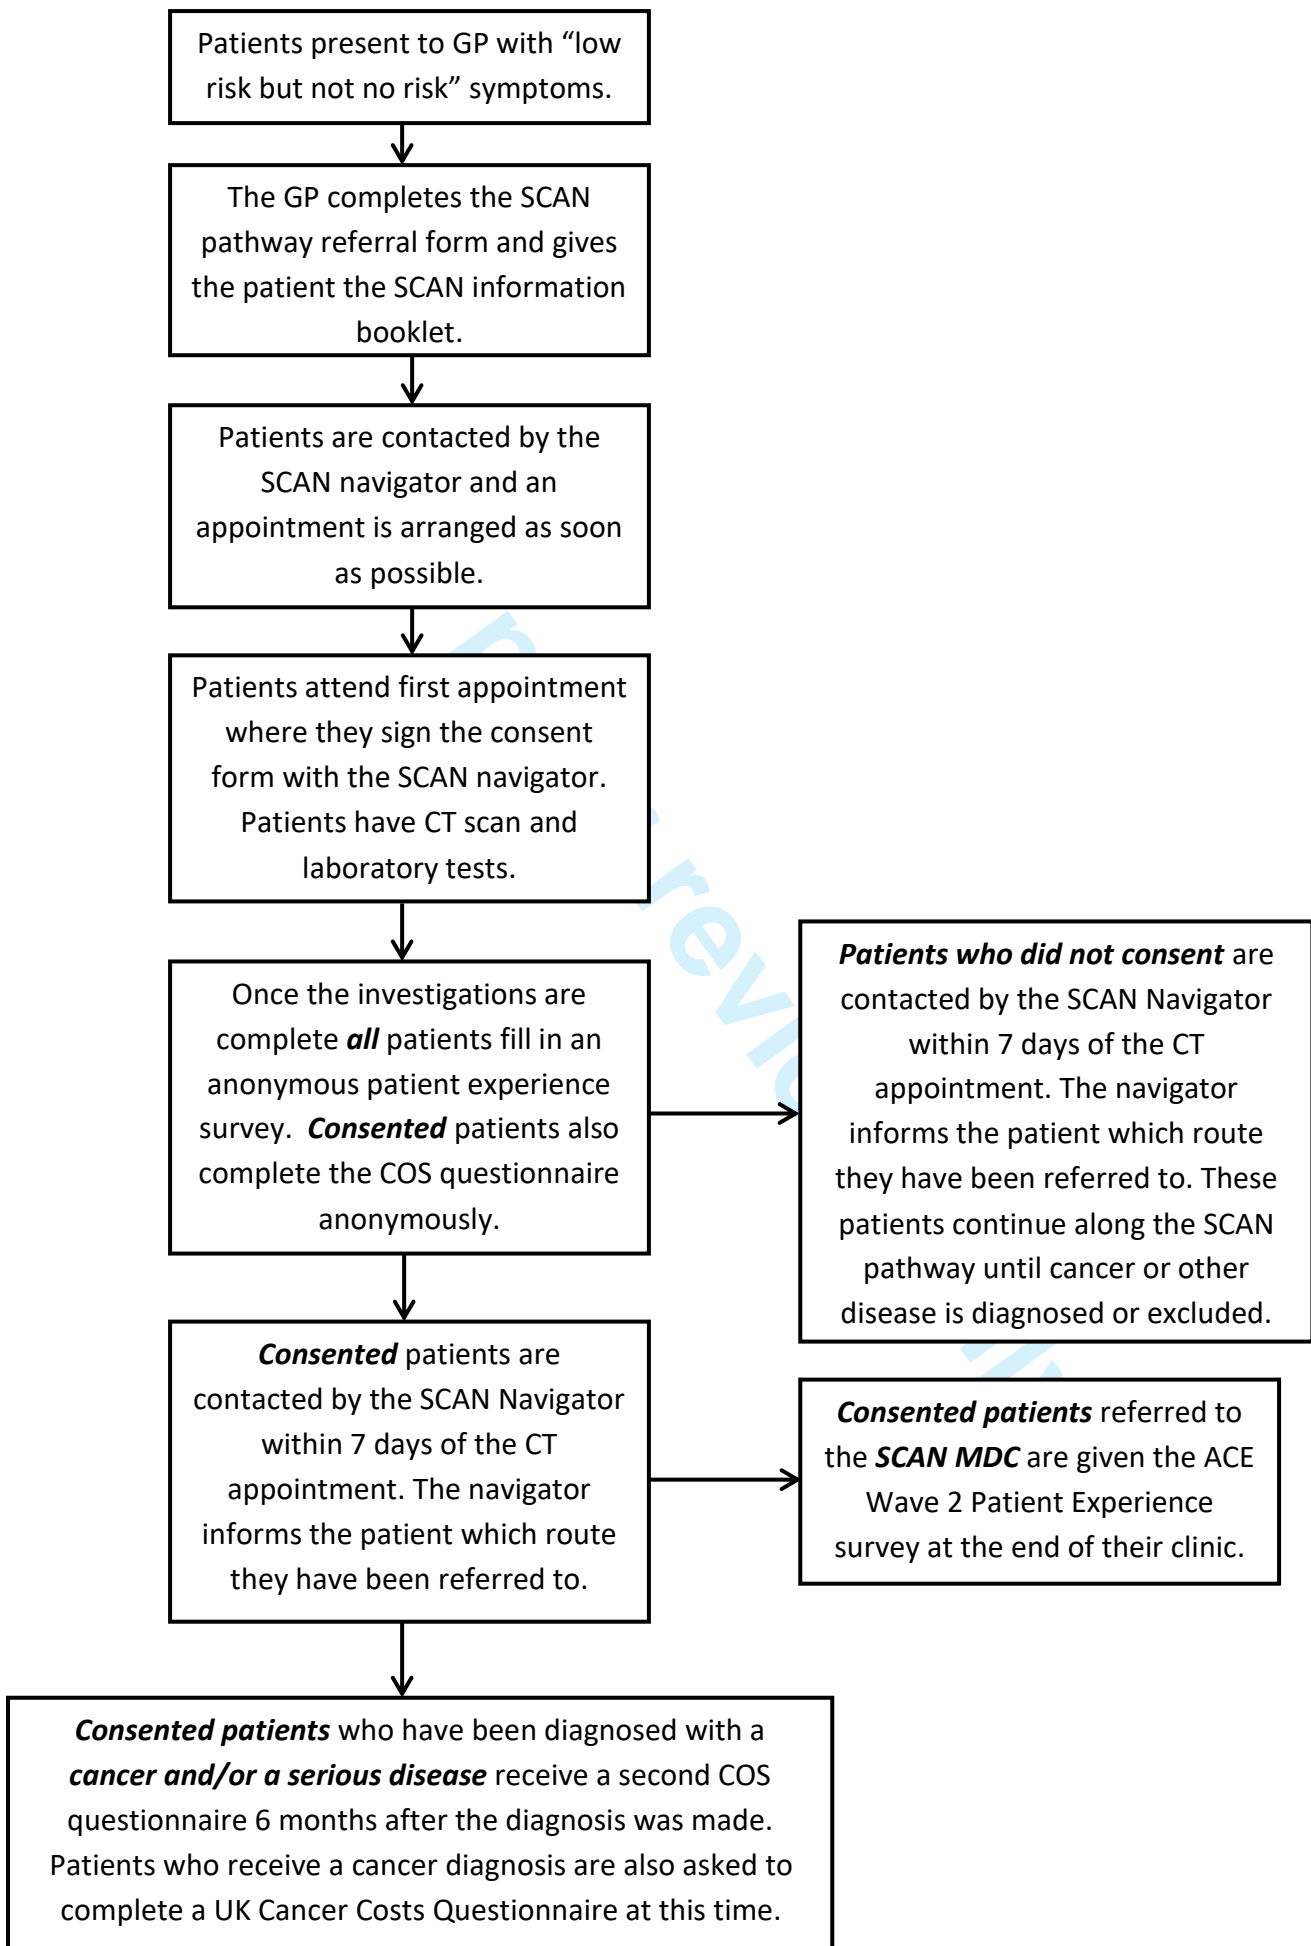 Patients present to GP with “low
risk but not no risk” symptoms.
The GP completes the SCAN
pathway referral form and gives
the patient the SCAN information
booklet.
Patients are contacted by the
SCAN navigator and an
appointment is arranged as soon
as possible.
Patients attend first appointment
where they sign the consent
form with the SCAN navigator.
Patients have CT scan and
laboratory tests.
Once the investigations are
complete all patients fill in an
anonymous patient experience
survey.  Consented patients also
complete the COS questionnaire
anonymously.
Patients who did not consent are
contacted by the SCAN Navigator
within 7 days of the CT
appointment. The navigator
informs the patient which route
they have been referred to. These
patients continue along the SCAN
pathway until cancer or other
disease is diagnosed or excluded.
Consented patients are
contacted by the SCAN Navigator
within 7 days of the CT
appointment. The navigator
informs the patient which route
they have been referred to.
Consented patients referred to
the SCAN MDC are given the ACE
Wave 2 Patient Experience
survey at the end of their clinic.
Consented patients who have been diagnosed with a
cancer and/or a serious disease receive a second COS
questionnaire 6 months after the diagnosis was made.
Patients who receive a cancer diagnosis are also asked to
complete a UK Cancer Costs Questionnaire at this time.